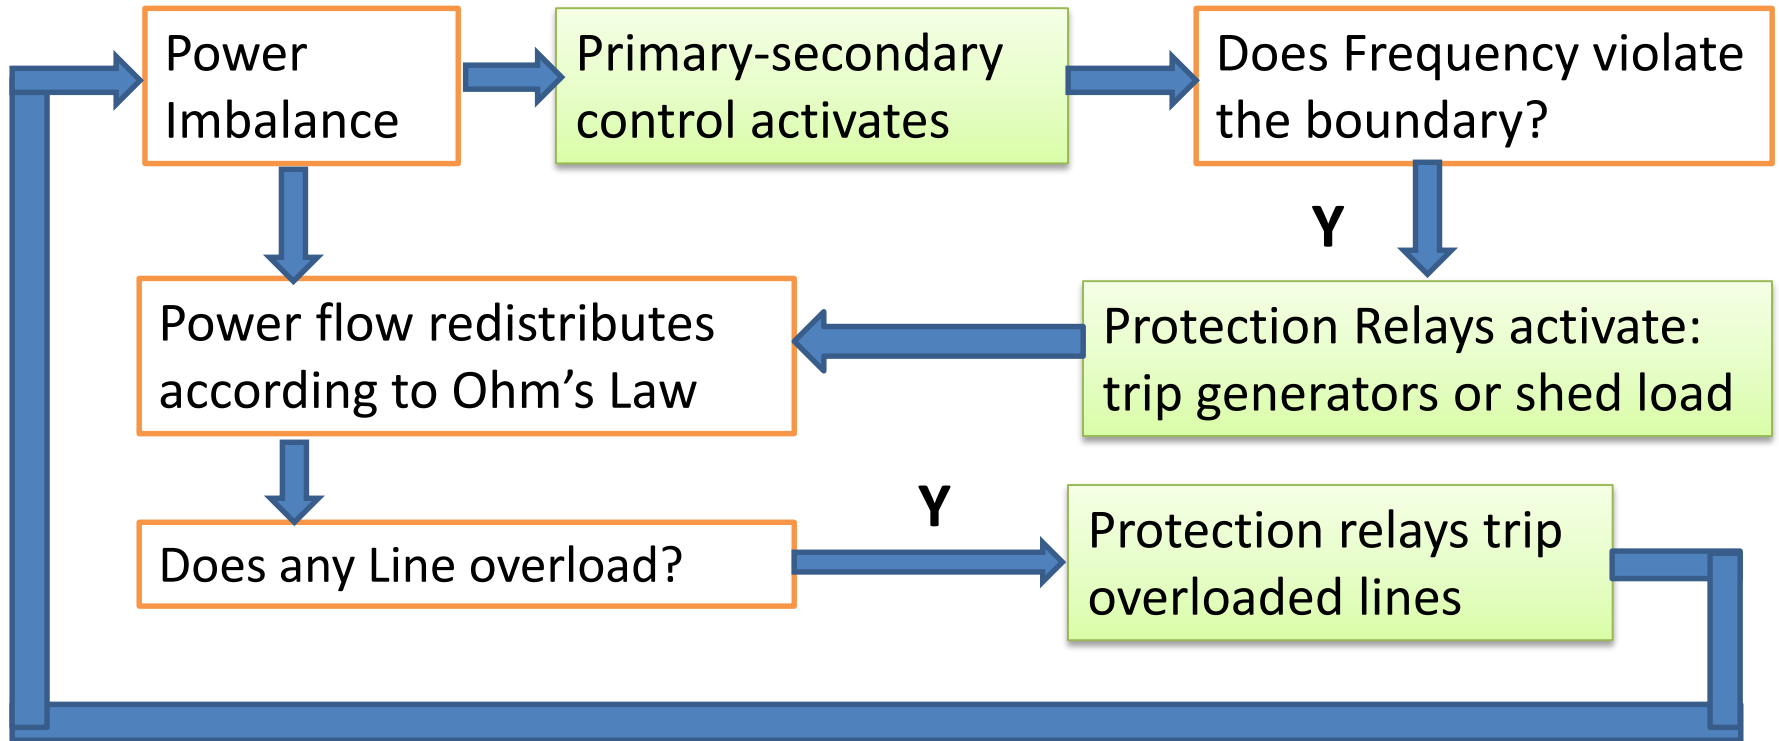 Power
Imbalance
Primary-secondary
control activates
Does Frequency violate
the boundary?
Y
Power flow redistributes
according to Ohm’s Law
Protection Relays activate:
trip generators or shed load
Does any Line overload?
Y
Protection relays trip
overloaded lines